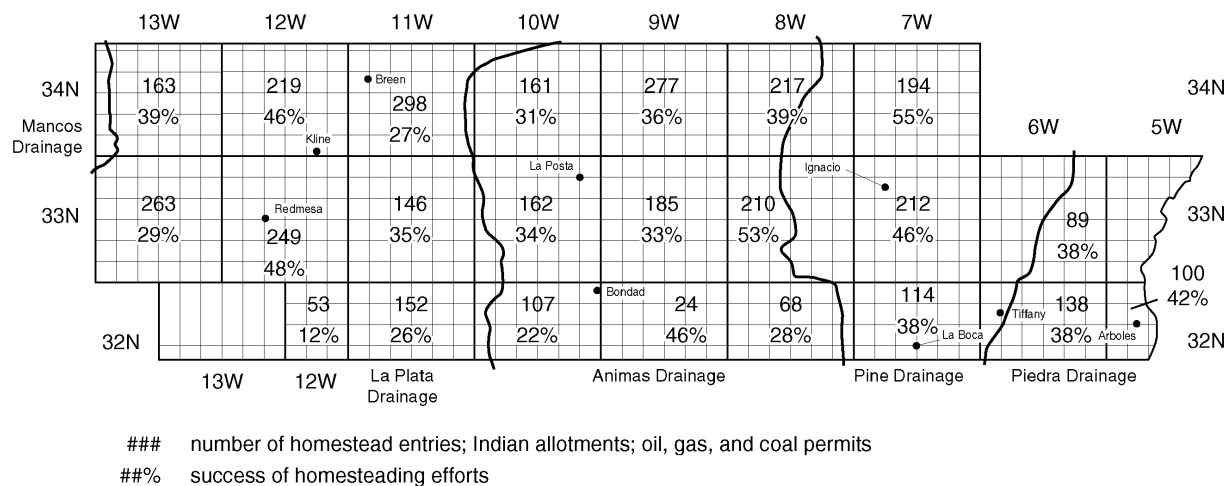 13W 12W 11W 10W 9W 8W 7W
34N 163 219 Breen 161 277 217 194 34N
39% 46% 298 31% 36% 39% 55%
27%
Mancos
Drainage
Kline
6W 5W
La Posta Ignacio
33N 263 Redmesa 146 162 185 210 212 89 33N
29% 249 35% 34% 33% 53% 46% 38%
48%
100
42%
53 152 107 Bondad 24 68 114 Tiffany 138
32N 12% 26% 22% 46% 28% 38% La Boca 38% Arboles 32N
13W 12W La Plata
Drainage
Animas Drainage Pine Drainage Piedra Drainage
### number of homestead entries; Indian allotments; oil, gas, and coal permits
##% success of homesteading efforts